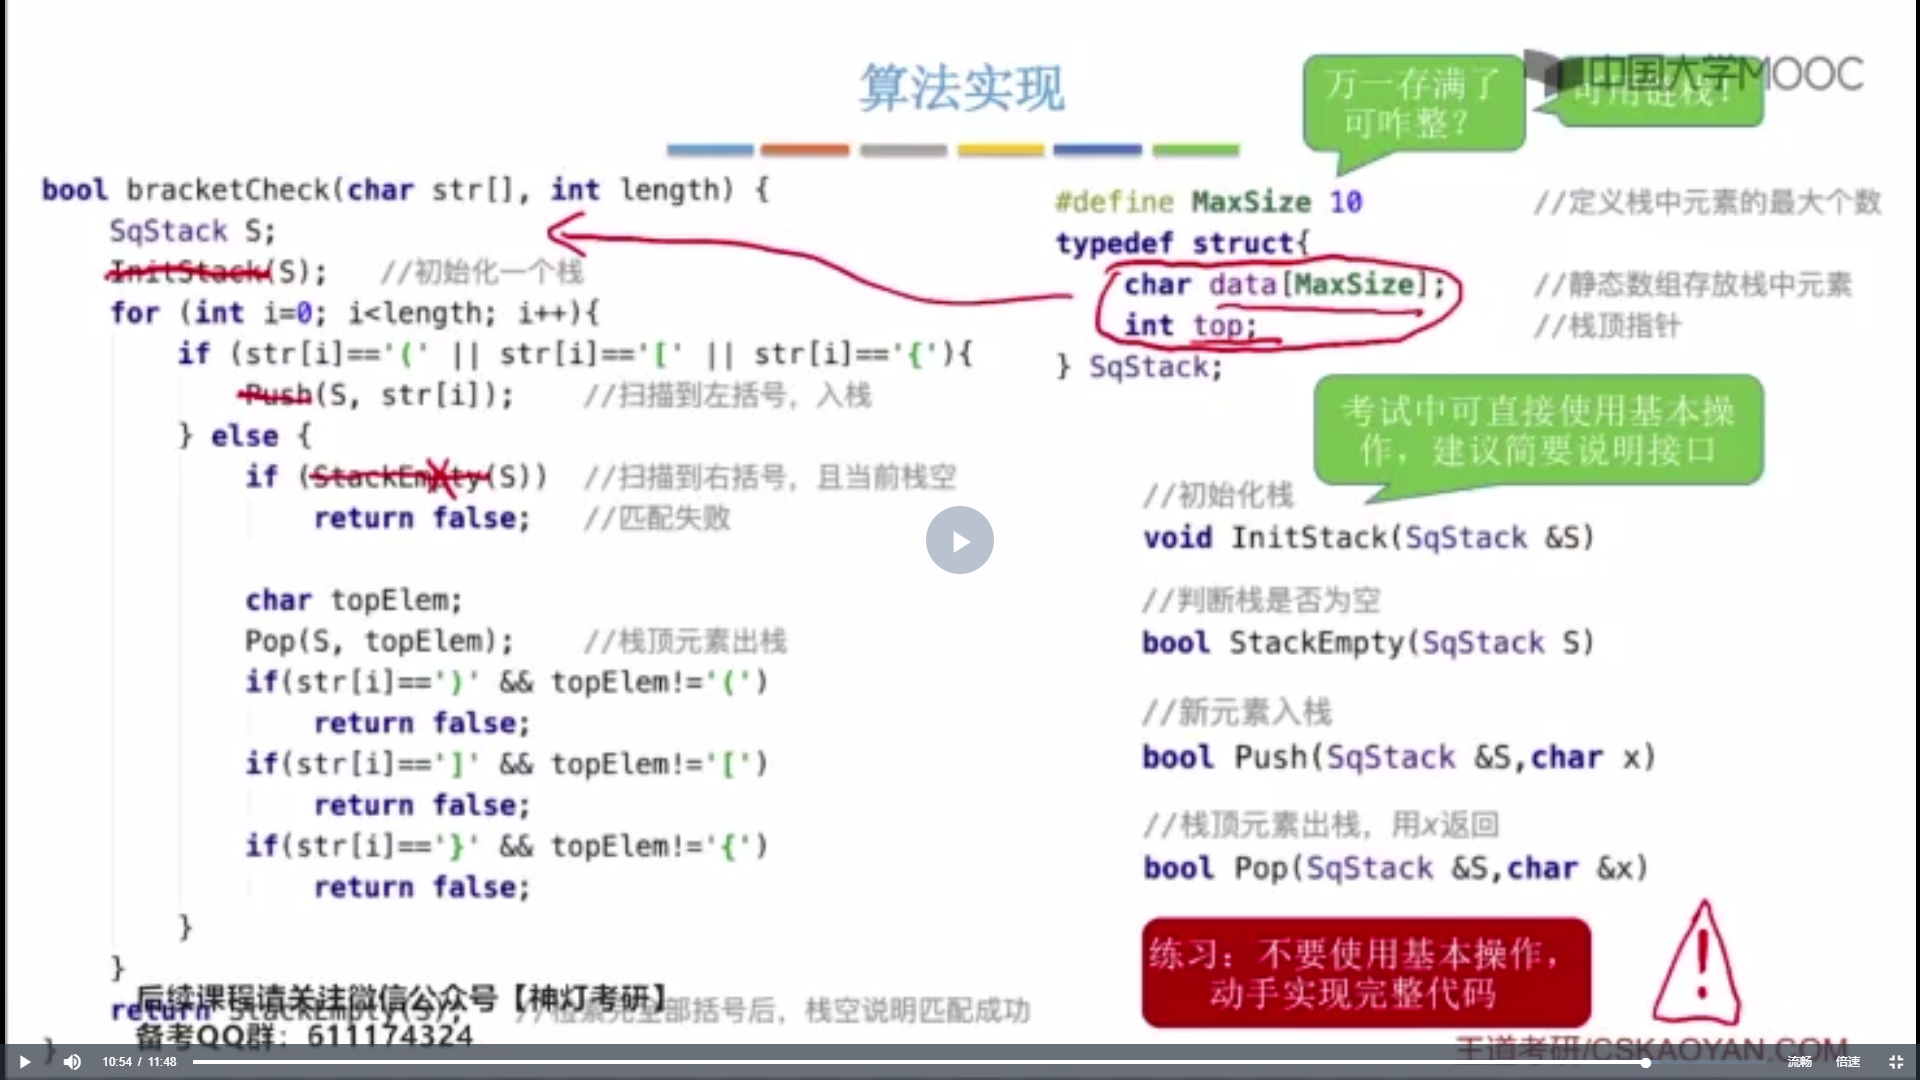 算法实现
万一存满了
可咋整？
可用链栈！
中国大学MOOC
bool bracketCheck(char str[], int length) {
SqStack S;
InitStack(S); //初始化一个栈
for (int i=0; i<length; i++){
if (str[i]=='(' || str[i]=='[' || str[i]=='{'){
Push(S, str[i]); //扫描到左括号，入栈
} else {
if (StackEmpty(S)) //扫描到右括号，且当前栈空
return false; //匹配失败
char topElem;
Pop(S, topElem); //栈顶元素出栈
if(str[i]==')' && topElem!='(')
return false;
if(str[i]==']' && topElem!='[')
return false;
if(str[i]=='}' && topElem!='{')
return false;
}
}
return StackEmpty(S); //检索完全部括号后，栈空说明匹配成功
}
后续课程请关注微信公众号【神灯考研】
备考QQ群：611174324
#define MaxSize 10 //定义栈中元素的最大个数
typedef struct{
char data[MaxSize]; //静态数组存放栈中元素
int top; //栈顶指针
} SqStack;
考试中可直接使用基本操
作，建议简要说明接口
//初始化栈
void InitStack(SqStack &S)
//判断栈是否为空
bool StackEmpty(SqStack S)
//新元素入栈
bool Push(SqStack &S,char x)
//栈顶元素出栈，用x返回
bool Pop(SqStack &S,char &x)
练习：不要使用基本操作，
动手实现完整代码
!
王道考研/CSKAOYAN.COM
10:54 / 11:48
流畅
倍速